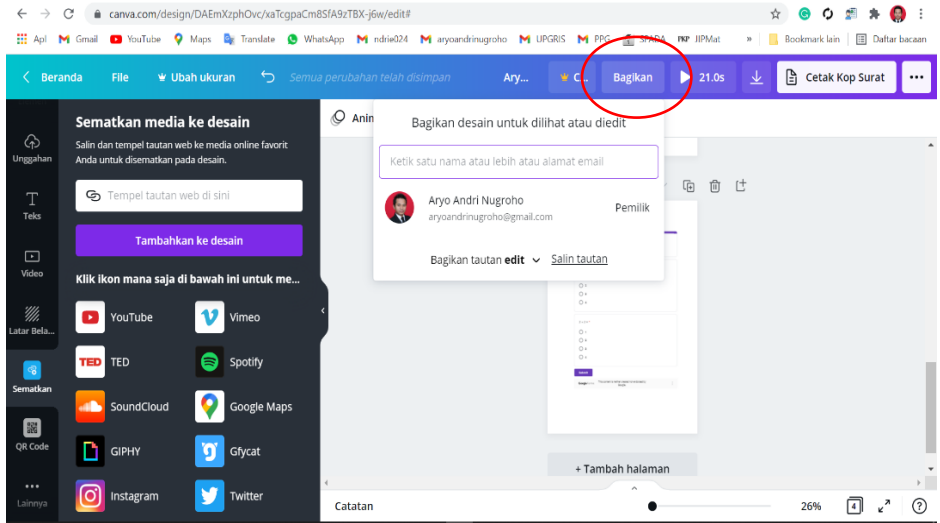 canva.com/design/DAEmXzphOvc/xaTcgpaCm8SfA9zTBX-j6w/edit#
Apl Gmail YouTube Maps Translate WhatsApp ndrie024 aryoandrinugroho UPGRIS PPG SPADA PKP JIPMat » Bookmark lain Daftar bacaan
Beranda File Ubah ukuran Semua perubahan telah disimpan Ary... C... Bagikan 21.0s Cetak Kop Surat
Unggahan
Teks
Video
Latar Bela...
Sematkan
QR Code
Lainnya
Sematkan media ke desain
Salin dan tempel tautan web ke media online favorit
Anda untuk disematkan pada desain.
Tempel tautan web di sini
Tambahkan ke desain
Klik ikon mana saja di bawah ini untuk me...
YouTube Vimeo
TED TED Spotify
SoundCloud Google Maps
GIPHY Gfycat
Instagram Twitter
Anin
Bagikan desain untuk dilihat atau diedit
Ketik satu nama atau lebih atau alamat email
Aryo Andri Nugroho
aryoandrinugroho@gmail.com
Pemilik
Bagikan tautan edit Salin tautan
+ Tambah halaman
Catatan 26% 4 ?